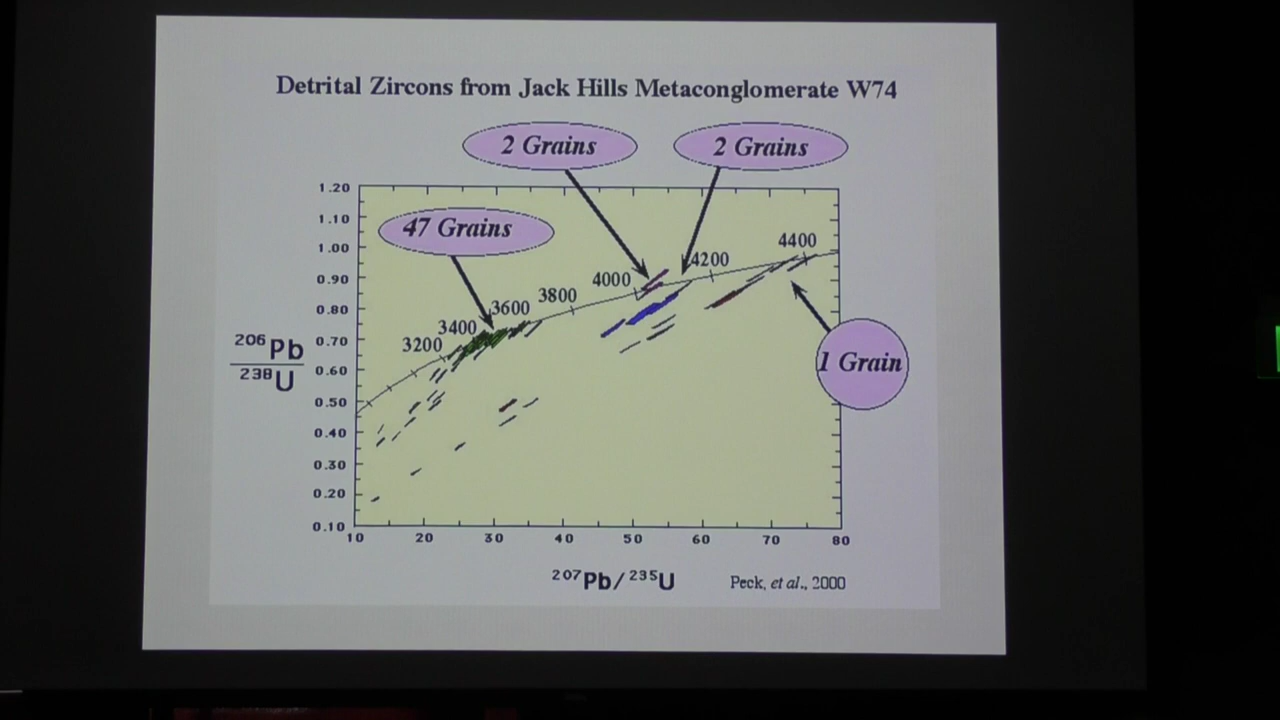 Detrital Zircons from Jack Hills Metaconglomerate W74
2 Grains
2 Grains
47 Grains
1 Grain
4400
4200
4000
3800
3600
3400
3200
1.20
1.10
1.00
0.90
0.80
0.70
0.60
0.50
0.40
0.30
0.20
0.10
206Pb
238U
10 20 30 40 50 60 70 80
207Pb/235U
Peck, et al., 2000